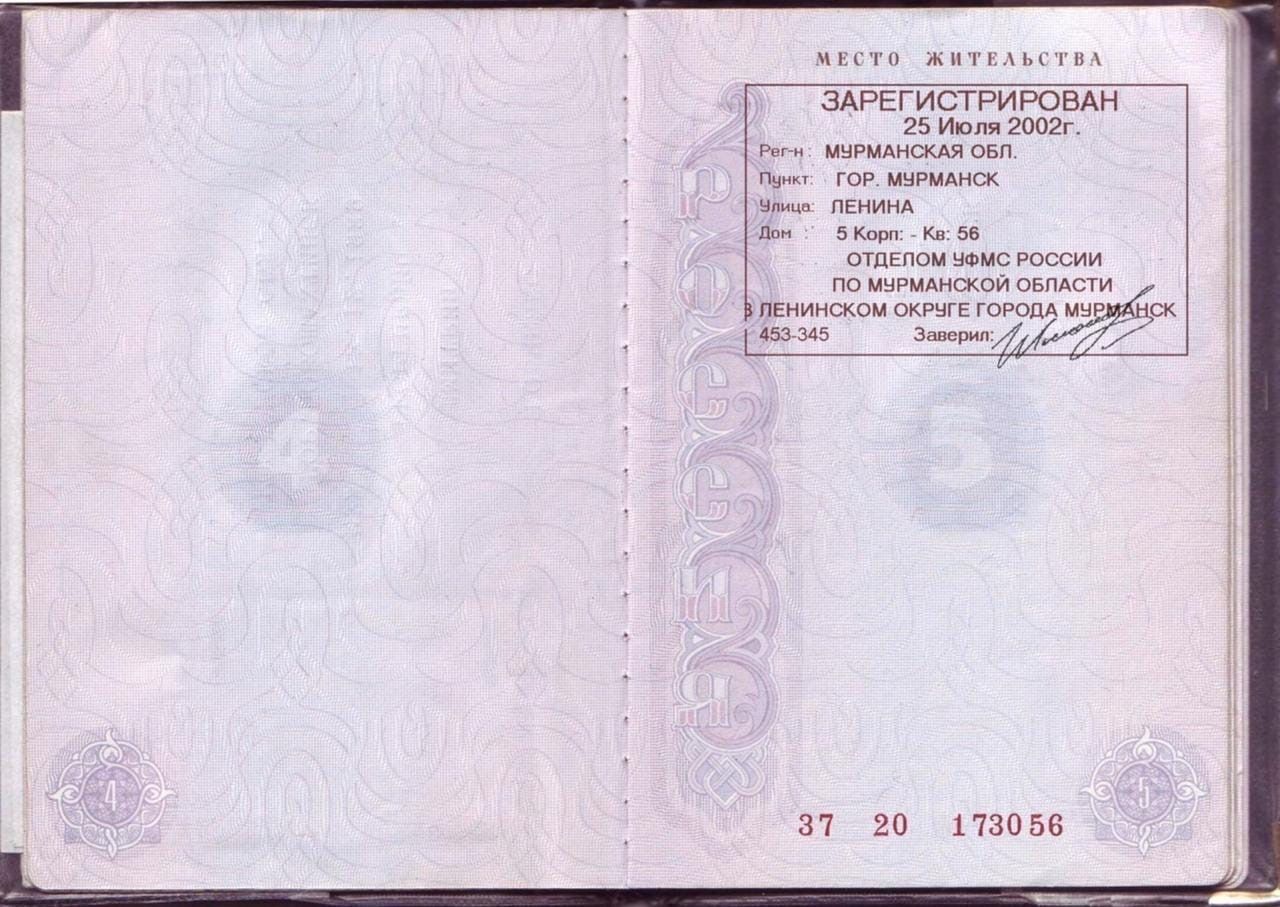 МЕСТО ЖИТЕЛЬСТВА
ЗАРЕГИСТРИРОВАН
25 Июля 2002г.
Рег-н: МУРМАНСКАЯ ОБЛ.
Пункт: ГОР. МУРМАНСК
Улица: ЛЕНИНА
Дом : 5 Корп: - Кв: 56
ОТДЕЛОМ УФМС РОССИИ
ПО МУРМАНСКОЙ ОБЛАСТИ
В ЛЕНИНСКОМ ОКРУГЕ ГОРОДА МУРМАНСК
453-345 Заверил:
РОССИЯ
4
5
4
5
37 20 173056